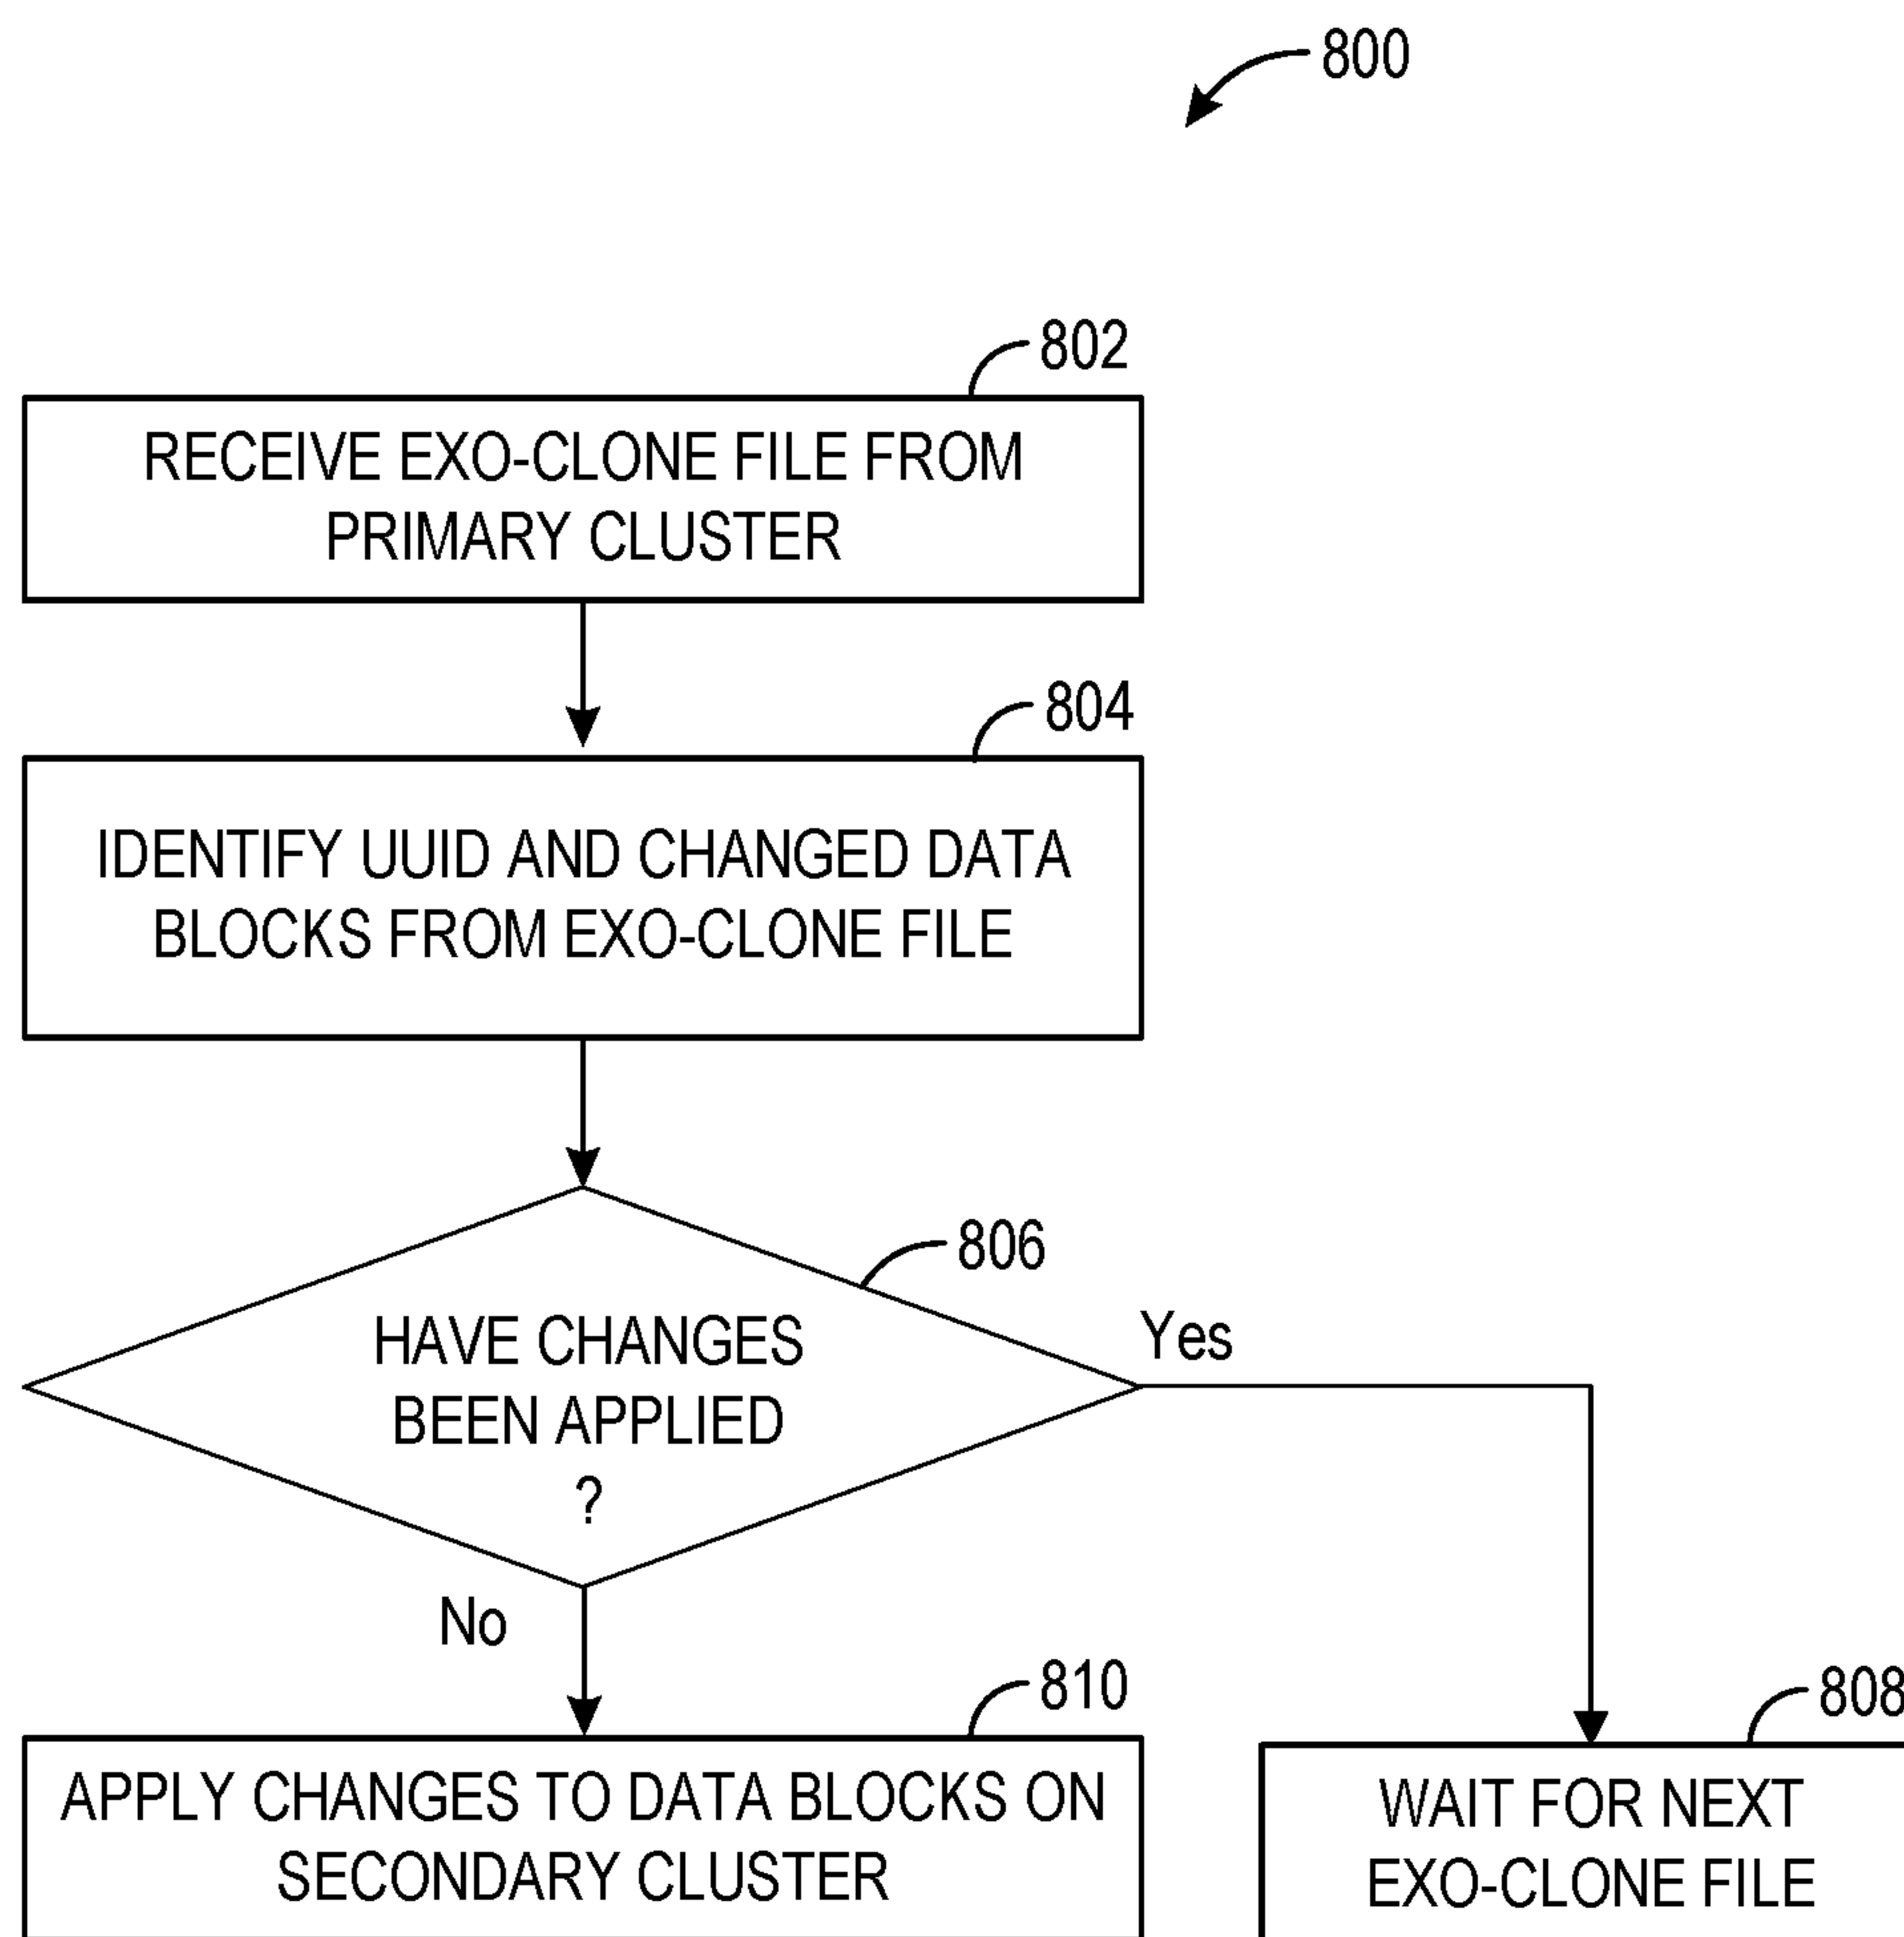 800
802
RECEIVE EXO-CLONE FILE FROM
PRIMARY CLUSTER
804
IDENTIFY UUID AND CHANGED DATA
BLOCKS FROM EXO-CLONE FILE
806
HAVE CHANGES
BEEN APPLIED
?
Yes
No
810
APPLY CHANGES TO DATA BLOCKS ON
SECONDARY CLUSTER
808
WAIT FOR NEXT
EXO-CLONE FILE